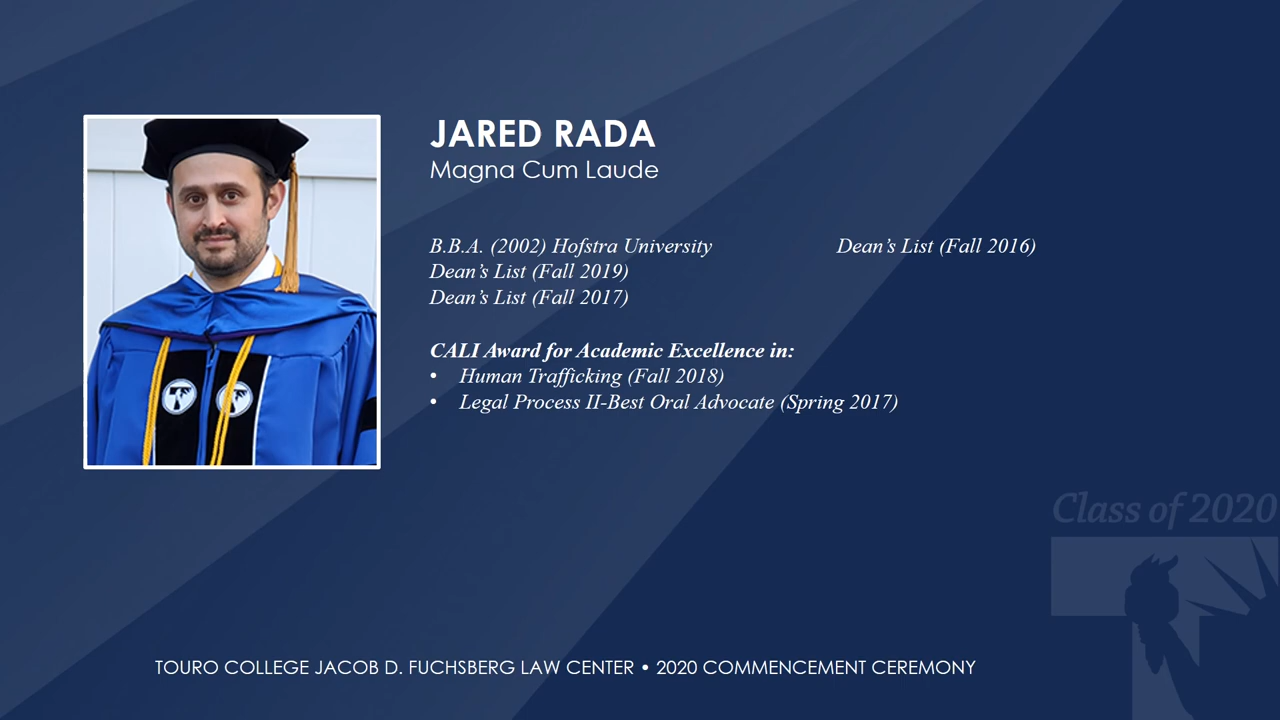 JARED RADA
Magna Cum Laude
B.B.A. (2002) Hofstra University
Dean’s List (Fall 2019)
Dean’s List (Fall 2017)
Dean’s List (Fall 2016)
CALI Award for Academic Excellence in:
• Human Trafficking (Fall 2018)
• Legal Process II-Best Oral Advocate (Spring 2017)
Class of 2020
TOURO COLLEGE JACOB D. FUCHSBERG LAW CENTER • 2020 COMMENCEMENT CEREMONY